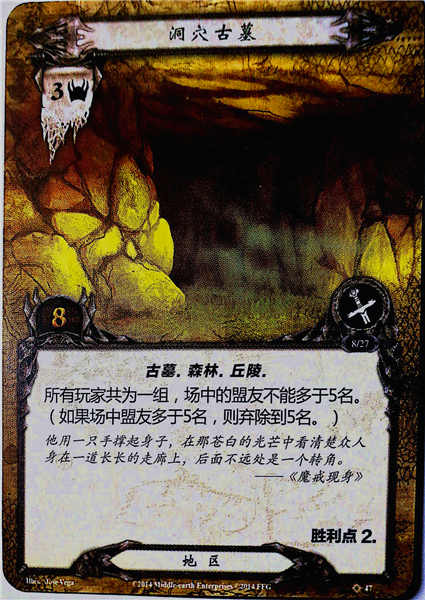 洞穴古墓
3
8
8/27
古墓. 森林. 丘陵.
所有玩家共为一组，场中的盟友不能多于5名。
（如果场中盟友多于5名，则弃除到5名。）
他用一只手撑起身子，在那苍白的光芒中看清楚众人
身在一道长长的走廊上，后面不远处是一个转角。
——《魔戒现身》
胜利点 2.
地区
Illus. Jose Vega
©2014 Middle-earth Enterprises ©2014 FFG
47